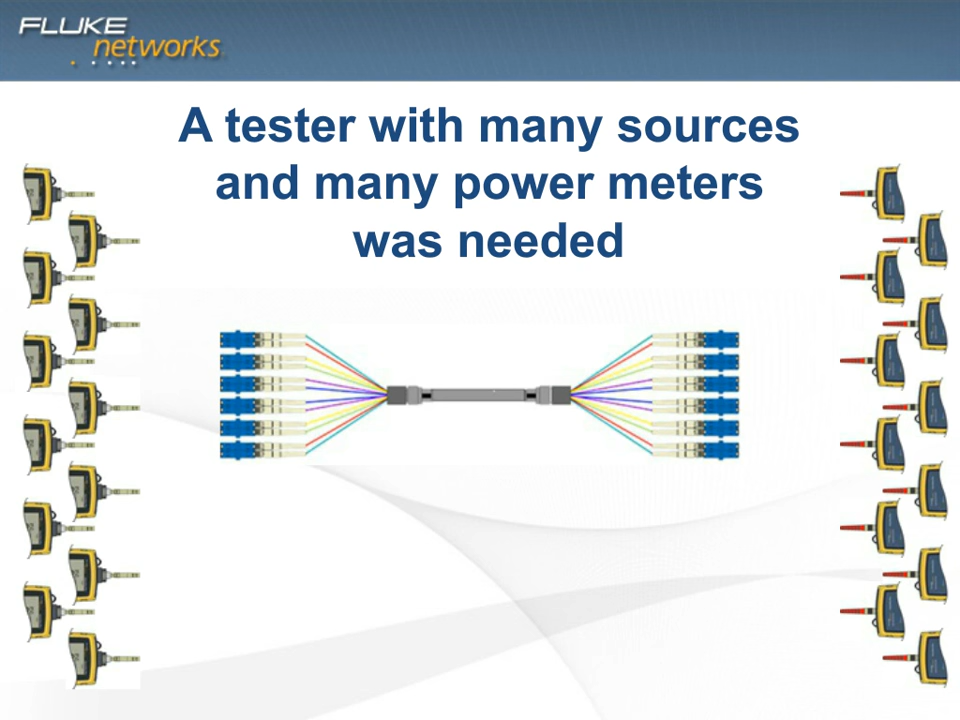 FLUKE
networks
A tester with many sources
and many power meters
was needed